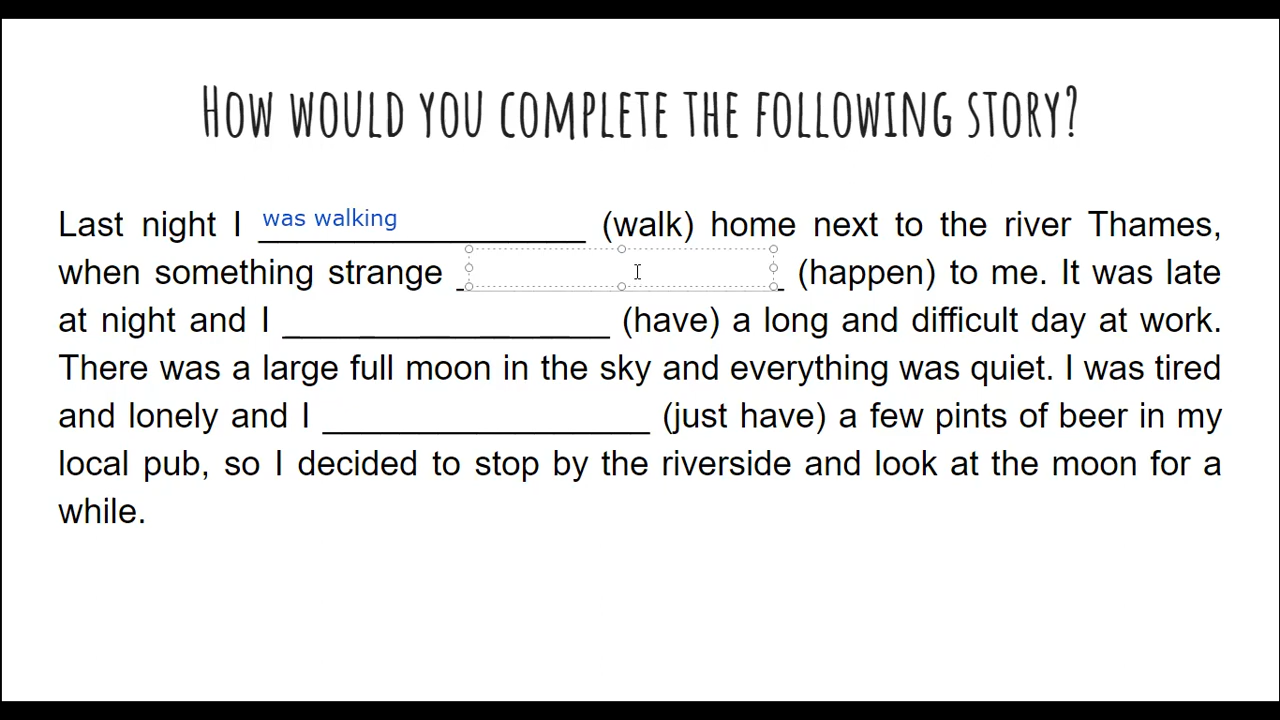 How would you complete the following story?
Last night I was walking _________________ (walk) home next to the river Thames,
when something strange _________________ (happen) to me. It was late
at night and I _________________ (have) a long and difficult day at work.
There was a large full moon in the sky and everything was quiet. I was tired
and lonely and I _________________ (just have) a few pints of beer in my
local pub, so I decided to stop by the riverside and look at the moon for a
while.